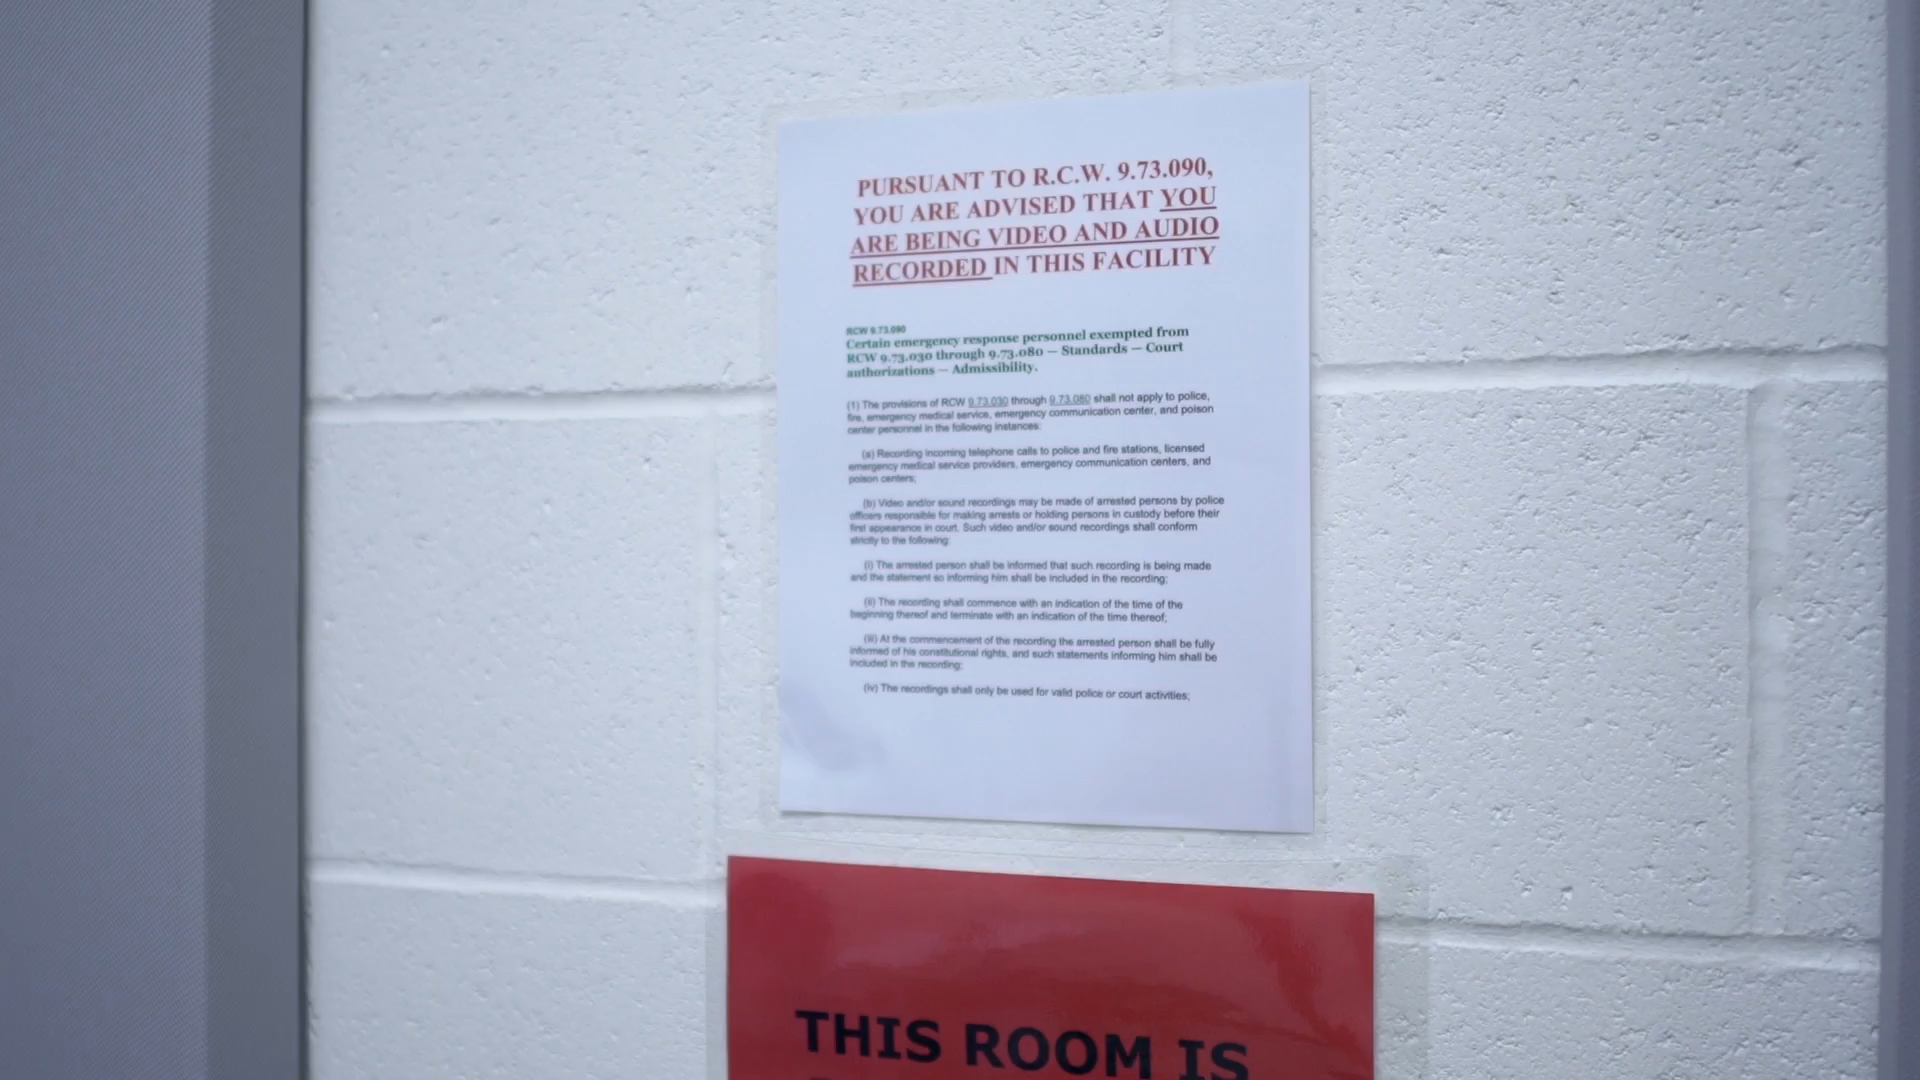 PURSUANT TO R.C.W. 9.73.090,
YOU ARE ADVISED THAT YOU
ARE BEING VIDEO AND AUDIO
RECORDED IN THIS FACILITY
RCW 9.73.090
Certain emergency response personnel exempted from
RCW 9.73.030 through 9.73.080 — Standards — Court
authorizations — Admissibility.
(1) The provisions of RCW 9.73.030 through 9.73.080 shall not apply to police,
fire, emergency medical service, emergency communication center, and poison
center personnel in the following instances:
(a) Recording incoming telephone calls to police and fire stations, licensed
emergency medical service providers, emergency communication centers, and
poison centers;
(b) Video and/or sound recordings may be made of arrested persons by police
officers responsible for making arrests or holding persons in custody before their
first appearance in court. Such video and/or sound recordings shall conform
strictly to the following:
(i) The arrested person shall be informed that such recording is being made
and the statement so informing him shall be included in the recording;
(ii) The recording shall commence with an indication of the time of the
beginning thereof and terminate with an indication of the time thereof;
(iii) At the commencement of the recording the arrested person shall be fully
informed of his constitutional rights, and such statements informing him shall be
included in the recording;
(iv) The recordings shall only be used for valid police or court activities;
THIS ROOM IS